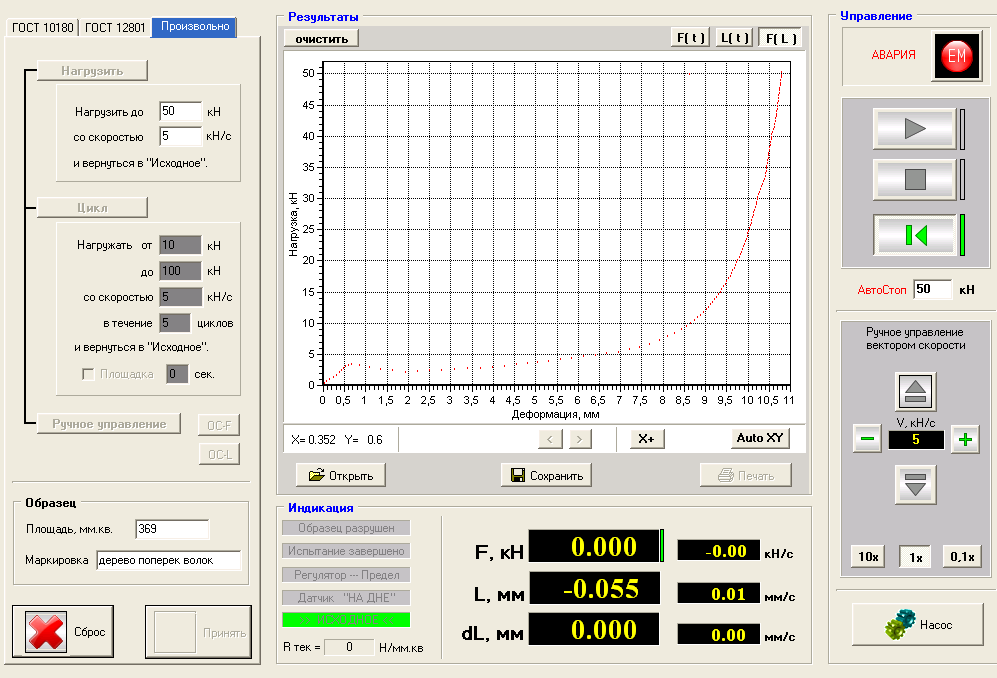 ГОСТ 10180 ГОСТ 12801 Произвольно
Нагрузить
Нагрузить до 50 кН
со скоростью 5 кН/с
и вернуться в "Исходное".
Цикл
Нагружать от 10 кН
до 100 кН
со скоростью 5 кН/с
в течение 5 циклов
и вернуться в "Исходное".
Площадка 0 сек.
Ручное управление
ОС-F
ОС-L
Образец
Площадь, мм.кв. 369
Маркировка дерево поперек волок
Сброс
Принять
Результаты
очистить F( t ) L( t ) F( L )
50
45
40
35
30
25
20
15
10
5
0
Нагрузка, кН
0 0,5 1 1,5 2 2,5 3 3,5 4 4,5 5 5,5 6 6,5 7 7,5 8 8,5 9 9,5 10 10,5 11
Деформация, мм
X= 0.352 Y= 0.6 < > X+ Auto XY
Открыть Сохранить Печать
Индикация
Образец разрушен
Испытание завершено
Регулятор --- Предел
Датчик "НА ДНЕ"
ИСХОДНОЕ
R тек = 0 Н/мм.кв
F, кН 0.000 -0.00 кН/с
L, мм -0.055 0.01 мм/с
dL, мм 0.000 0.00 мм/с
Управление
АВАРИЯ EM
АвтоСтоп 50 кН
Ручное управление
вектором скорости
V, кН/с
- 5 +
10x 1x 0,1x
Насос